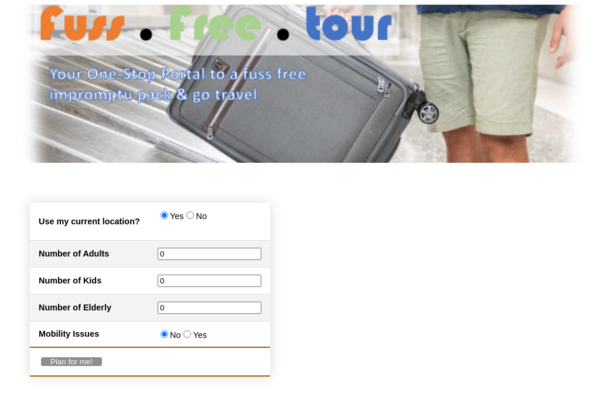 Fuss . Free . tour
Your One-Stop Portal to a fuss free
impromptu pack & go travel
Use my current location? Yes No
Number of Adults 0
Number of Kids 0
Number of Elderly 0
Mobility Issues No Yes
Plan for me!